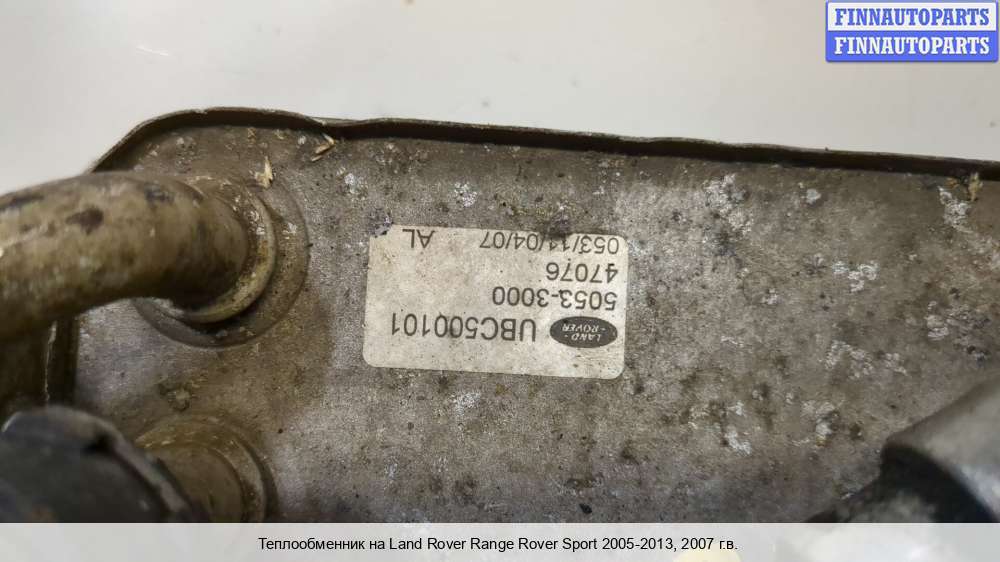 FINNAUTOPARTS
FINNAUTOPARTS
LAND
ROVER
UBC500101
5053-3000
47076
053/11/04/07 AL
Теплообменник на Land Rover Range Rover Sport 2005-2013, 2007 г.в.